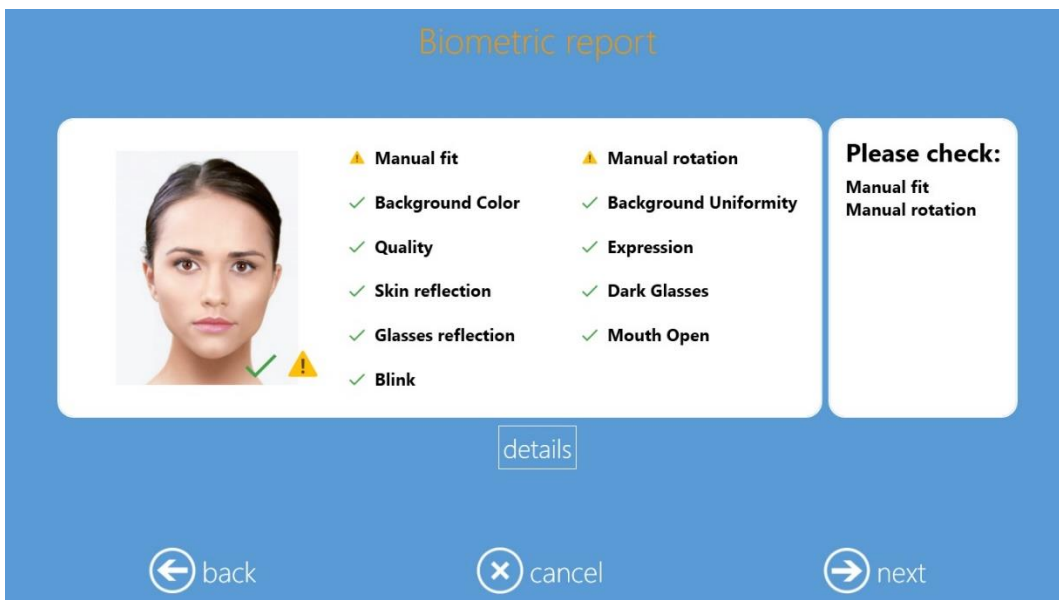 Biometric report
Manual fit
Manual rotation
Background Color
Background Uniformity
Quality
Expression
Skin reflection
Dark Glasses
Glasses reflection
Mouth Open
Blink
Please check:
Manual fit
Manual rotation
details
back
cancel
next